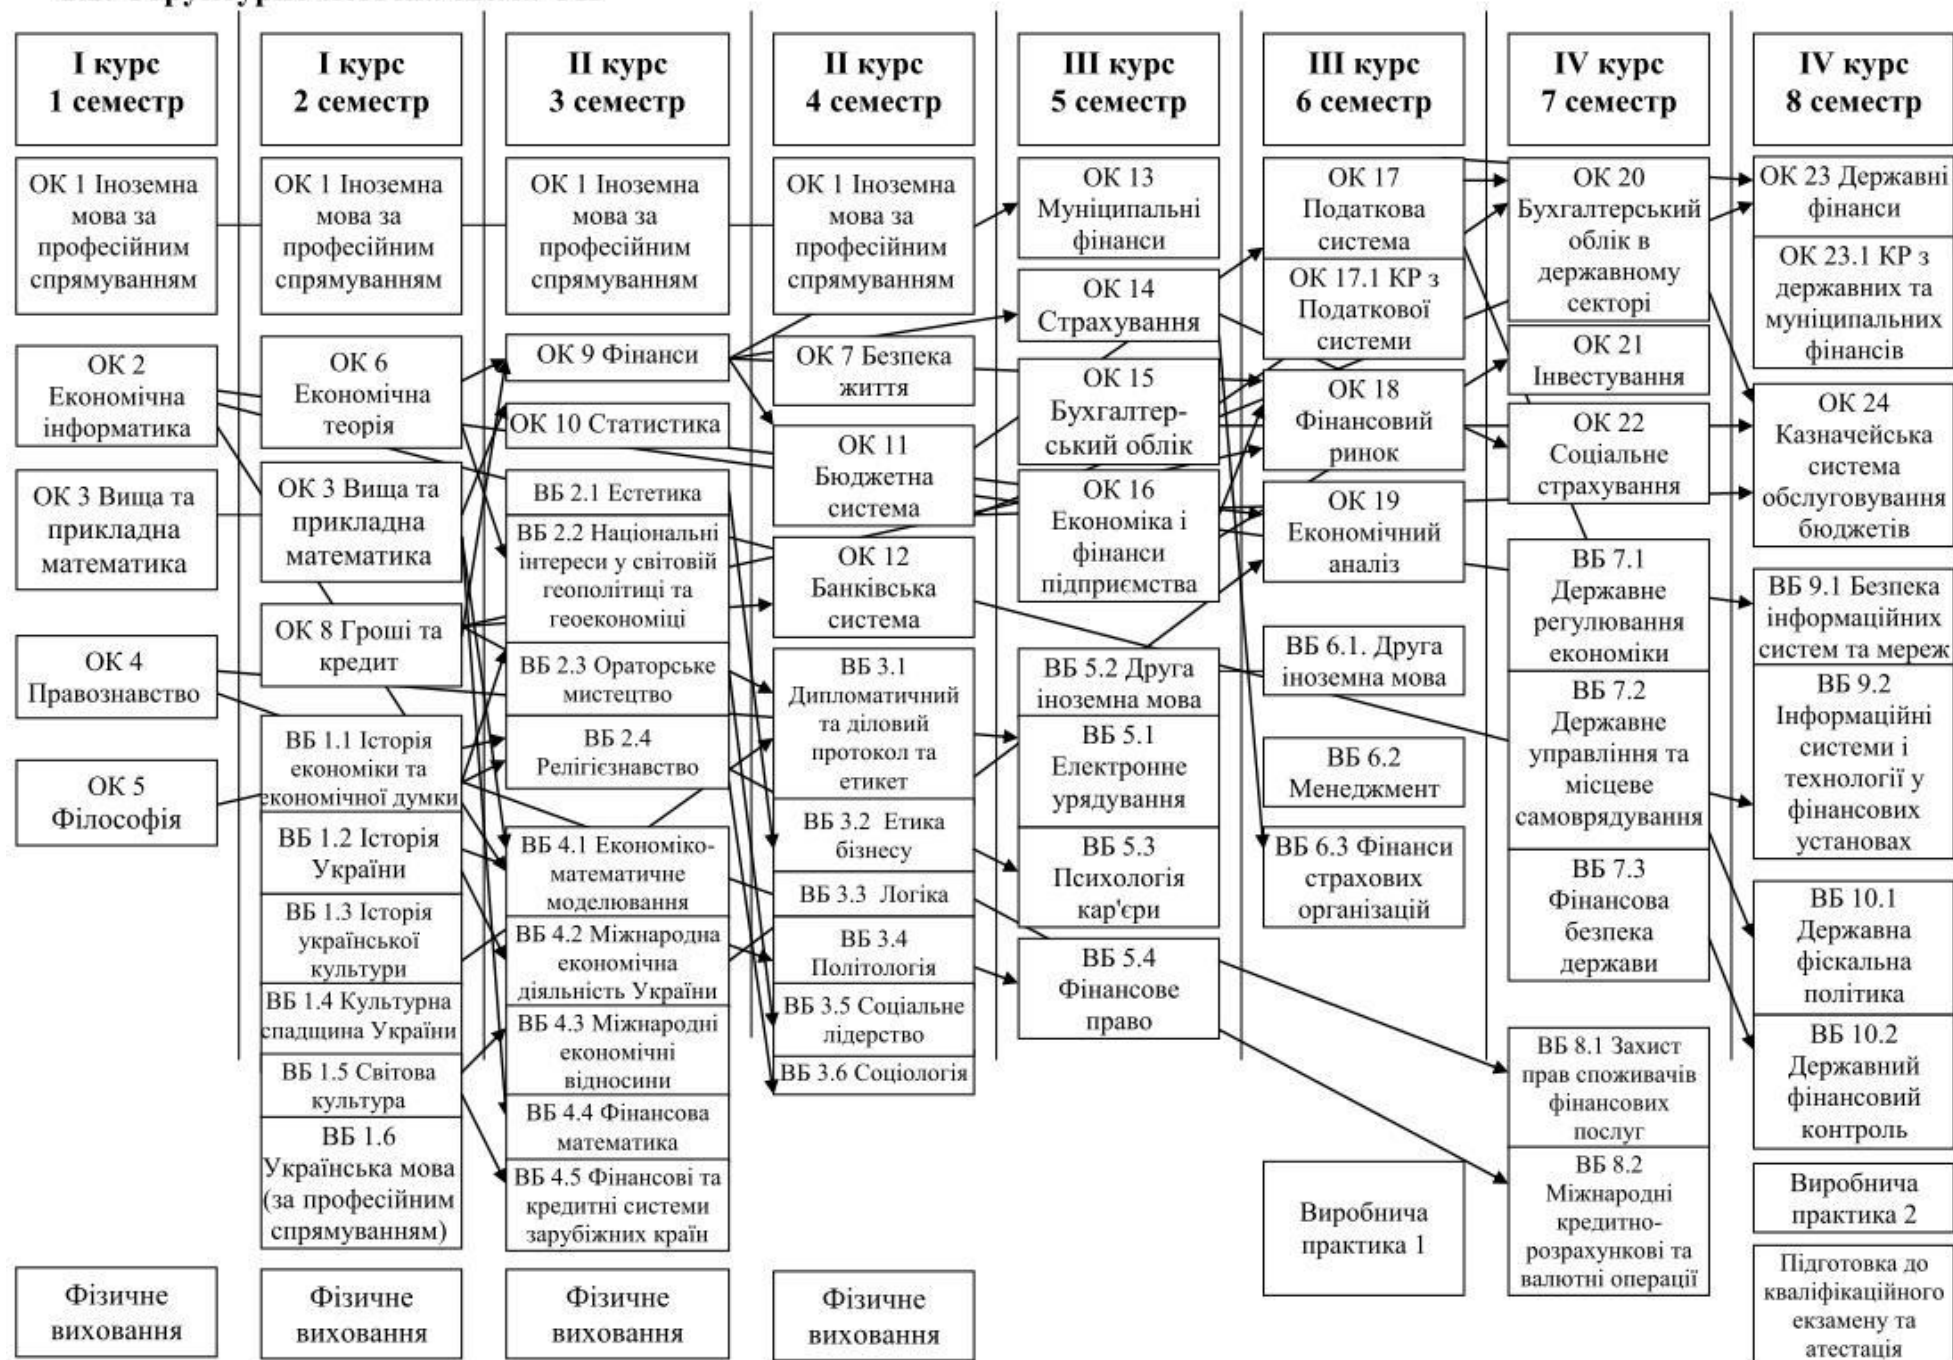 I курс
1 семестр
ОК 1 Іноземна
мова за
професійним
спрямуванням
ОК 2
Економічна
інформатика
ОК 3 Вища та
прикладна
математика
ОК 4
Правознавство
ОК 5
Філософія
Фізичне
виховання
I курс
2 семестр
ОК 1 Іноземна
мова за
професійним
спрямуванням
ОК 6
Економічна
теорія
ОК 3 Вища та
прикладна
математика
ОК 8 Гроші та
кредит
ВБ 1.1 Історія
економіки та
економічної думки
ВБ 1.2 Історія
України
ВБ 1.3 Історія
української
культури
ВБ 1.4 Культурна
спадщина України
ВБ 1.5 Світова
культура
ВБ 1.6
Українська мова
(за професійним
спрямуванням)
Фізичне
виховання
II курс
3 семестр
ОК 1 Іноземна
мова за
професійним
спрямуванням
ОК 9 Фінанси
ОК 10 Статистика
ВБ 2.1 Естетика
ВБ 2.2 Національні
інтереси у світовій
геополітиці та
геоекономіці
ВБ 2.3 Ораторське
мистецтво
ВБ 2.4
Релігієзнавство
ВБ 4.1 Економіко-
математичне
моделювання
ВБ 4.2 Міжнародна
економічна
діяльність України
ВБ 4.3 Міжнародні
економічні
відносини
ВБ 4.4 Фінансова
математика
ВБ 4.5 Фінансові та
кредитні системи
зарубіжних країн
Фізичне
виховання
II курс
4 семестр
ОК 1 Іноземна
мова за
професійним
спрямуванням
ОК 7 Безпека
життя
ОК 11
Бюджетна
система
ОК 12
Банківська
система
ВБ 3.1
Дипломатичний
та діловий
протокол та
етикет
ВБ 3.2 Етика
бізнесу
ВБ 3.3 Логіка
ВБ 3.4
Політологія
ВБ 3.5 Соціальне
лідерство
ВБ 3.6 Соціологія
Фізичне
виховання
III курс
5 семестр
ОК 13
Муніципальні
фінанси
ОК 14
Страхування
ОК 15
Бухгалтер-
ський облік
ОК 16
Економіка і
фінанси
підприємства
ВБ 5.2 Друга
іноземна мова
ВБ 5.1
Електронне
урядування
ВБ 5.3
Психологія
кар'єри
ВБ 5.4
Фінансове
право
III курс
6 семестр
ОК 17
Податкова
система
ОК 17.1 КР з
Податкової
системи
ОК 18
Фінансовий
ринок
ОК 19
Економічний
аналіз
ВБ 6.1. Друга
іноземна мова
ВБ 6.2
Менеджмент
ВБ 6.3 Фінанси
страхових
організацій
Виробнича
практика 1
IV курс
7 семестр
ОК 20
Бухгалтерський
облік в
державному
секторі
ОК 21
Інвестування
ОК 22
Соціальне
страхування
ВБ 7.1
Державне
регулювання
економіки
ВБ 7.2
Державне
управління та
місцеве
самоврядування
ВБ 7.3
Фінансова
безпека
держави
ВБ 8.1 Захист
прав споживачів
фінансових
послуг
ВБ 8.2
Міжнародні
кредитно-
розрахункові та
валютні операції
IV курс
8 семестр
ОК 23 Державні
фінанси
ОК 23.1 КР з
державних та
муніципальних
фінансів
ОК 24
Казначейська
система
обслуговування
бюджетів
ВБ 9.1 Безпека
інформаційних
систем та мереж
ВБ 9.2
Інформаційні
системи і
технології у
фінансових
установах
ВБ 10.1
Державна
фіскальна
політика
ВБ 10.2
Державний
фінансовий
контроль
Виробнича
практика 2
Підготовка до
кваліфікаційного
екзамену та
атестація